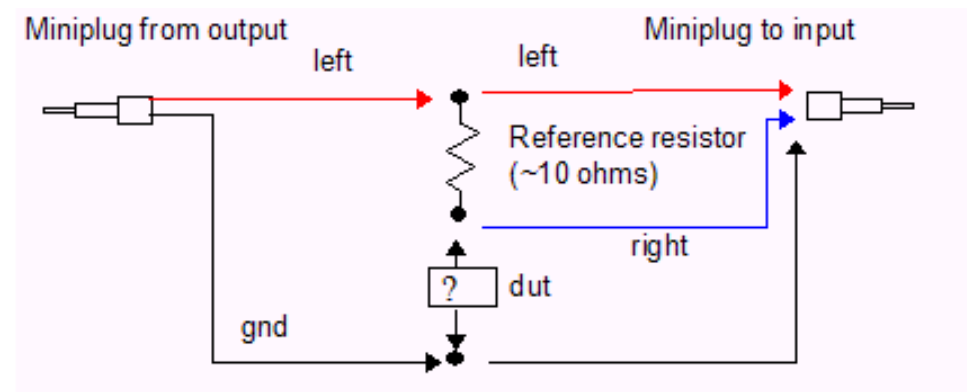 Miniplug from output
Miniplug to input
left
left
Reference resistor
(~10 ohms)
right
? dut
gnd